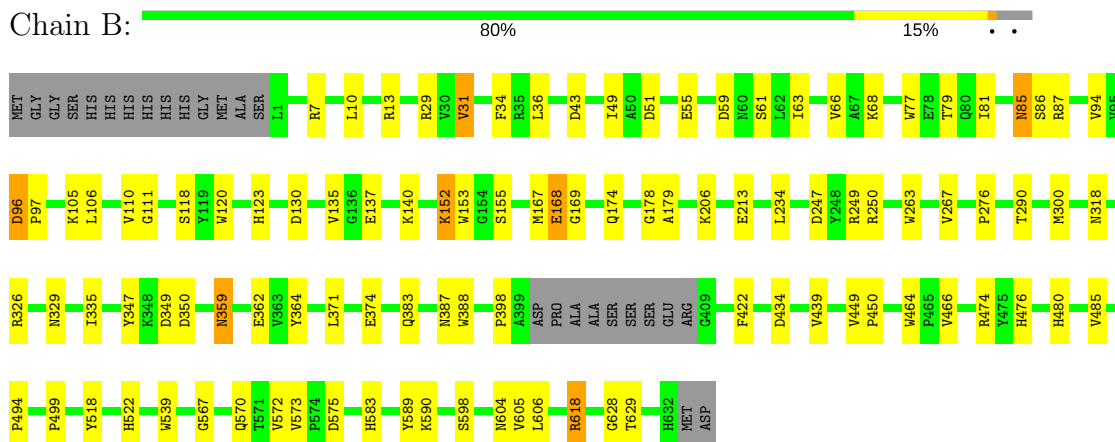 Chain B:
80% 15% • •
MET GLY GLY SER HIS HIS HIS HIS HIS HIS GLY MET ALA SER L1 R7 L10 R13 R29 V30 V31 F34 R35 L36 D43 I49 A50 D51 E55 D59 N60 S61 L62 I63 V66 A67 K68 W77 E78 T79 Q80 I81 N85 S86 R87 V94 V95
D96 P97 K105 L106 V110 G111 S118 Y119 W120 H123 D130 V135 G136 E137 K140 K152 W153 G154 S155 M167 E168 G169 Q174 G178 A179 K206 E213 L234 D247 Y248 R249 R250 W263 V267 P276 T290 M300 N318
R326 N329 I335 Y347 K348 D349 D350 N359 E362 V363 Y364 L371 E374 Q383 N387 W388 P398 A399 ASP PRO ALA ALA SER SER SER GLU ARG G409 F422 D434 V439 V449 P450 W464 P465 V466 R474 Y475 H476 H480 V485
P494 P499 Y518 H522 W539 G567 Q570 T571 V572 V573 P574 D575 H583 Y589 K590 S598 N604 V605 L606 R618 G628 T629 H632 MET ASP